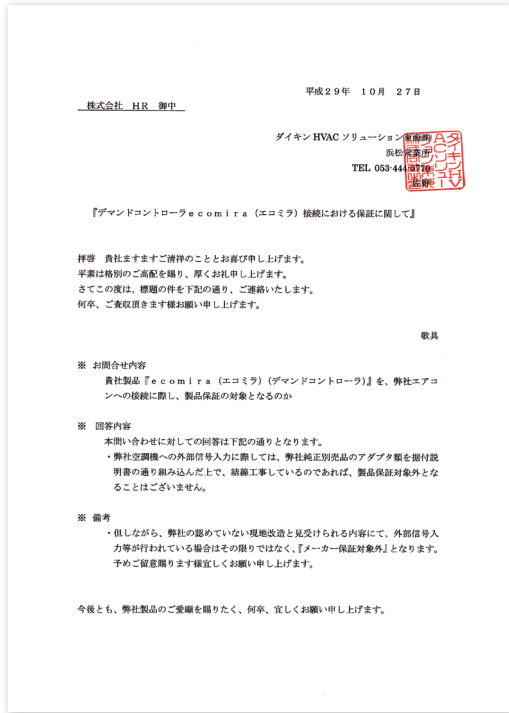 平成29年 10月 27日
株式会社 HR 御中
ダイキン HVAC ソリューション東海㈱
浜松営業所
TEL 053-444-5770
佐野
『デマンドコントローラecomira(エコミラ)接続における保証に関して』
拝啓 貴社ますますご清祥のこととお喜び申し上げます。
平素は格別のご高配を賜り、厚くお礼申し上げます。
さてこの度は、標題の件を下記の通り、ご連絡いたします。
何卒、ご査収頂きます様お願い申し上げます。
敬具
※ お問合せ内容
貴社製品『ecomira(エコミラ)(デマンドコントローラ)』を、弊社エアコ
ンへの接続に際し、製品保証の対象となるのか
※ 回答内容
本問い合わせに対しての回答は下記の通りとなります。
・弊社空調機への外部信号入力に際しては、弊社純正別売品のアダプタ類を据付説
明書の通り組み込んだ上で、結線工事しているのであれば、製品保証対象外とな
ることはございません。
※ 備考
・但しながら、弊社の認めていない現地改造と見受けられる内容にて、外部信号入
力等が行われている場合はその限りではなく、『メーカー保証対象外』となります。
予めご留意賜ります様宜しくお願い申し上げます。
今後とも、弊社製品のご愛顧を賜りたく、何卒、宜しくお願い申し上げます。